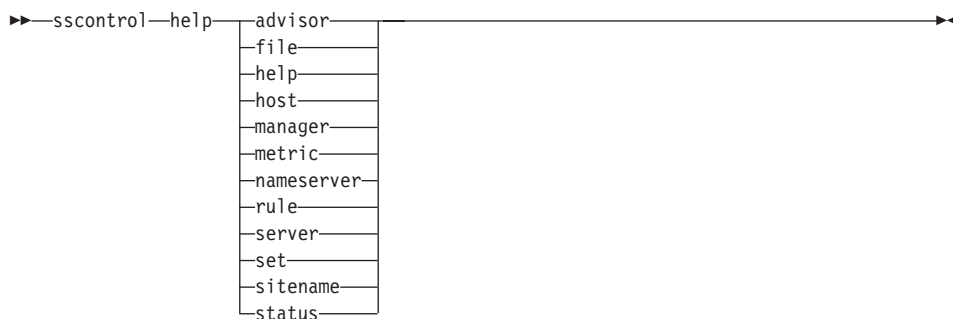 sscontrol help advisor
file
help
host
manager
metric
nameserver
rule
server
set
sitename
status